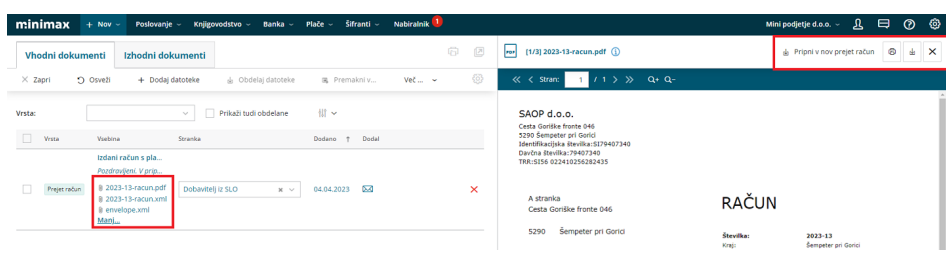 minimax + Nov Poslovanje Knjigovodstvo Banka Plače Šifranti Nabiralnik 1 Mini podjetje d.o.o.
Vhodni dokumenti Izhodni dokumenti
Zapri Osveži + Dodaj datoteke Obdelaj datoteke Premakni v... Več ...
Vrsta: Prikaži tudi obdelane
Vrsta Vsebina Stranka Dodano ↑ Dodal
Izdani račun s pla...
Pozdravljeni, V prip...
Prejet račun 2023-13-racun.pdf Dobavitelj iz SLO × 04.04.2023
2023-13-racun.xml
envelope.xml
Manj...
PDF [1/3] 2023-13-racun.pdf Pripni v nov prejet račun
Stran: 1 / 1 Q+ Q-
SAOP d.o.o.
Cesta Goriške fronte 046
5290 Šempeter pri Gorici
Identifikacijska številka:SI79407340
Davčna številka:79407340
TRR:SI56 022410256282435
A stranka
Cesta Goriške fronte 046
5290 Šempeter pri Gorici
RAČUN
Številka: 2023-13
Kraj: Šempeter pri Gorici